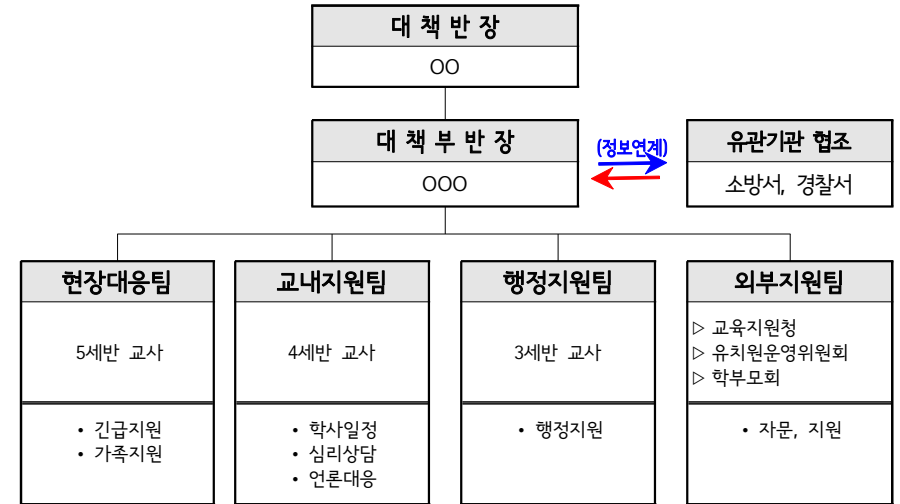 대 책 반 장
OO
대 책 부 반 장
OOO
(정보연계)
유관기관 협조
소방서, 경찰서
현장대응팀
5세반 교사
• 긴급지원
• 가족지원
교내지원팀
4세반 교사
• 학사일정
• 심리상담
• 언론대응
행정지원팀
3세반 교사
• 행정지원
외부지원팀
▷ 교육지원청
▷ 유치원운영위원회
▷ 학부모회
• 자문, 지원